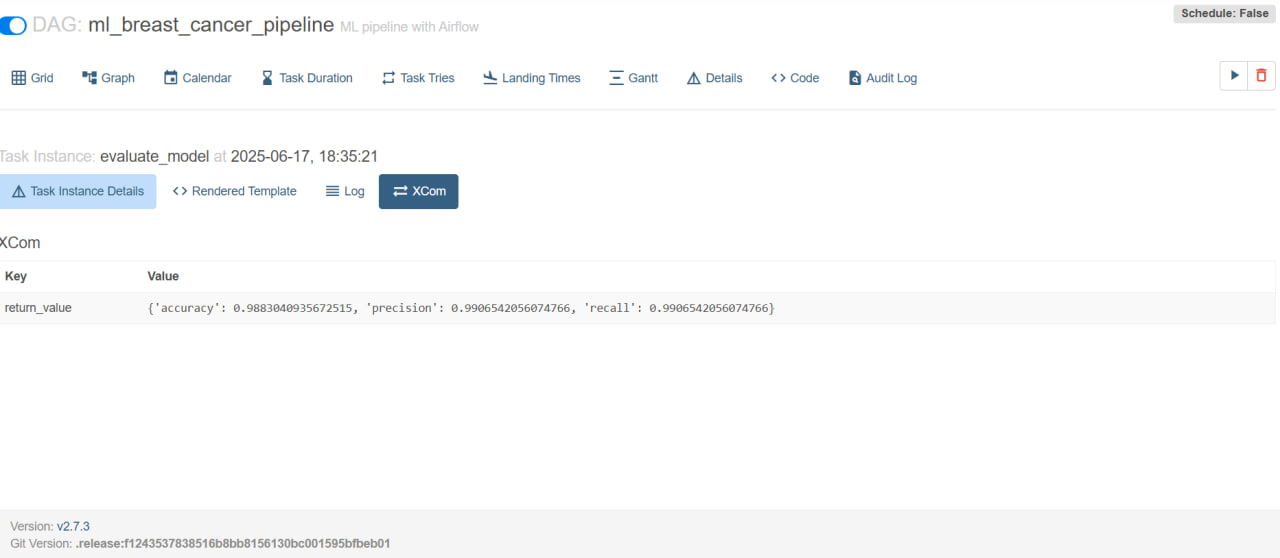 Schedule: False
DAG: ml_breast_cancer_pipeline ML pipeline with Airflow
Grid Graph Calendar Task Duration Task Tries Landing Times Gantt Details Code Audit Log
Task Instance: evaluate_model at 2025-06-17, 18:35:21
Task Instance Details <> Rendered Template Log XCom
XCom
Key Value
return_value {'accuracy': 0.9883040935672515, 'precision': 0.9906542056074766, 'recall': 0.9906542056074766}
Version: v2.7.3
Git Version: .release:f1243537838516b8bb8156130bc001595bfbeb01